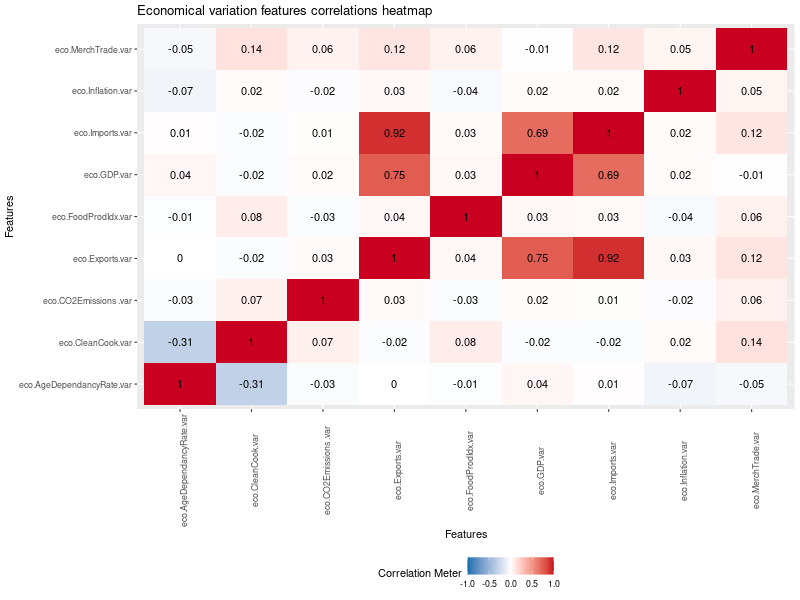 Economical variation features correlations heatmap
Features
eco.MerchTrade.var -0.05 0.14 0.06 0.12 0.06 -0.01 0.12 0.05 1
eco.Inflation.var -0.07 0.02 -0.02 0.03 -0.04 0.02 0.02 1 0.05
eco.Imports.var 0.01 -0.02 0.01 0.92 0.03 0.69 1 0.02 0.12
eco.GDP.var 0.04 -0.02 0.02 0.75 0.03 1 0.69 0.02 -0.01
eco.FoodProdIdx.var -0.01 0.08 -0.03 0.04 1 0.03 0.03 -0.04 0.06
eco.Exports.var 0 -0.02 0.03 1 0.04 0.75 0.92 0.03 0.12
eco.CO2Emissions .var -0.03 0.07 1 0.03 -0.03 0.02 0.01 -0.02 0.06
eco.CleanCook.var -0.31 1 0.07 -0.02 0.08 -0.02 -0.02 0.02 0.14
eco.AgeDependancyRate.var 1 -0.31 -0.03 0 -0.01 0.04 0.01 -0.07 -0.05
eco.AgeDependancyRate.var
eco.CleanCook.var
eco.CO2Emissions .var
eco.Exports.var
eco.FoodProdIdx.var
eco.GDP.var
eco.Imports.var
eco.Inflation.var
eco.MerchTrade.var
Features
Correlation Meter
-1.0 -0.5 0.0 0.5 1.0